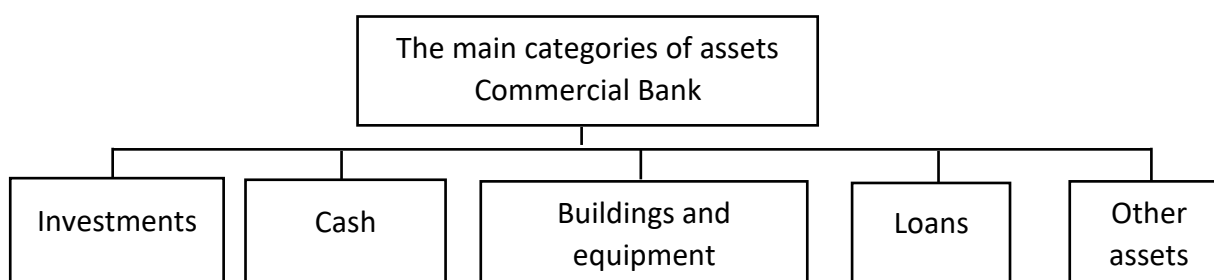 The main categories of assets
Commercial Bank
Investments
Cash
Buildings and
equipment
Loans
Other
assets